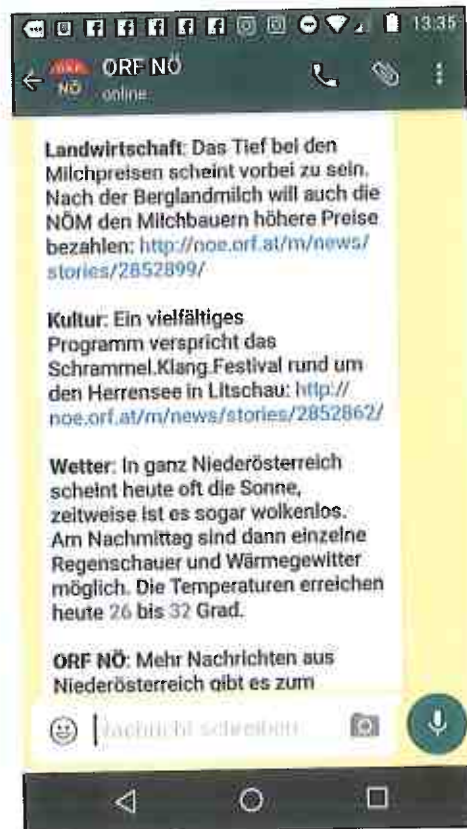 13:35
ORF NÖ
ORF NÖ
online
Landwirtschaft: Das Tief bei den
Milchpreisen scheint vorbei zu sein.
Nach der Berglandmilch will auch die
NÖM den Milchbauern höhere Preise
bezahlen: http://noe.orf.at/m/news/
stories/2852899/
Kultur: Ein vielfältiges
Programm verspricht das
Schrammel.Klang.Festival rund um
den Herrensee in Litschau: http://
noe.orf.at/m/news/stories/2852862/
Wetter: In ganz Niederösterreich
scheint heute oft die Sonne,
zeitweise ist es sogar wolkenlos.
Am Nachmittag sind dann einzelne
Regenschauer und Wärmegewitter
möglich. Die Temperaturen erreichen
heute 26 bis 32 Grad.
ORF NÖ: Mehr Nachrichten aus
Niederösterreich gibt es zum
Nachricht schreiben